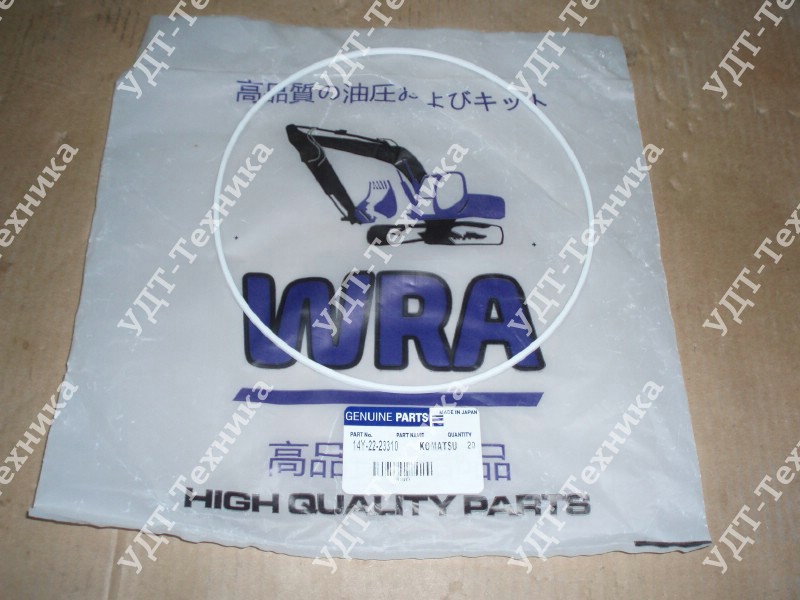 高品質の油圧およびキット
WRA
GENUINE PARTS
MADE IN JAPAN
PART No. PART NAME QUANTITY
14Y-22-23310 KOMATSU 20
高品 品
HIGH QUALITY PARTS
УДТ-Техника